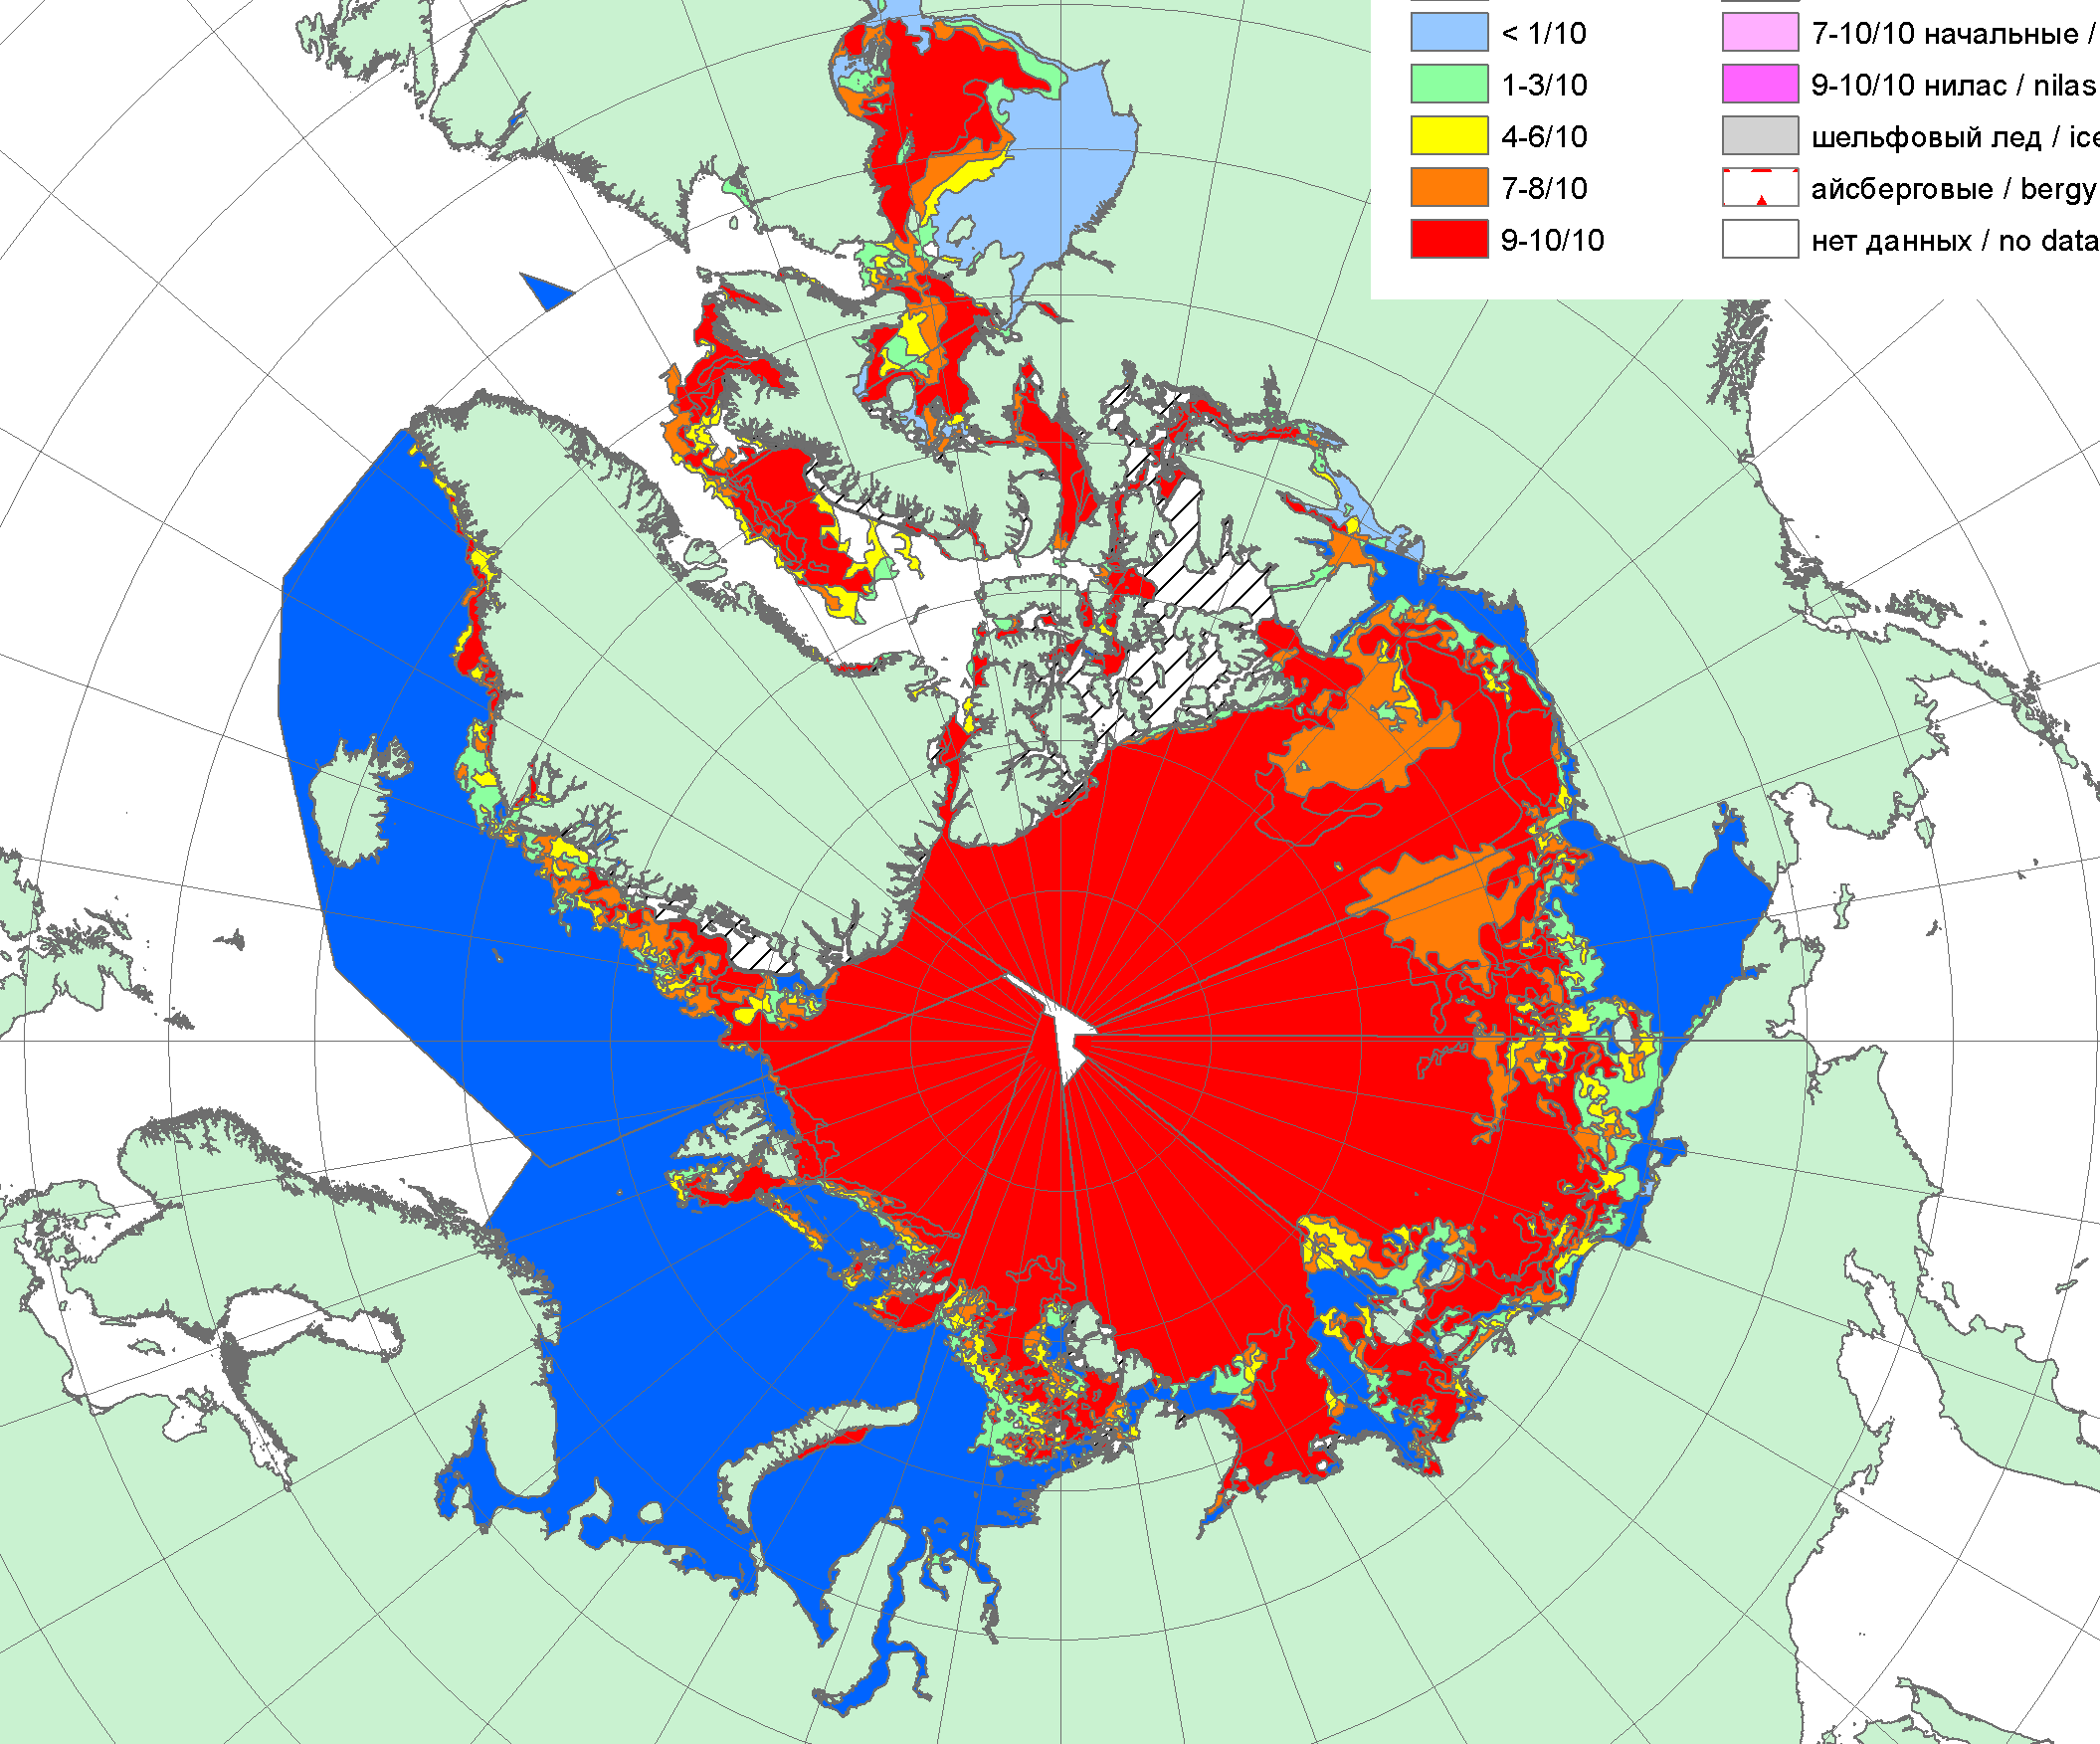 < 1/10
1-3/10
4-6/10
7-8/10
9-10/10
7-10/10 начальные /
9-10/10 нилас / nilas
шельфовый лед / ice
айсберговые / bergy
нет данных / no data